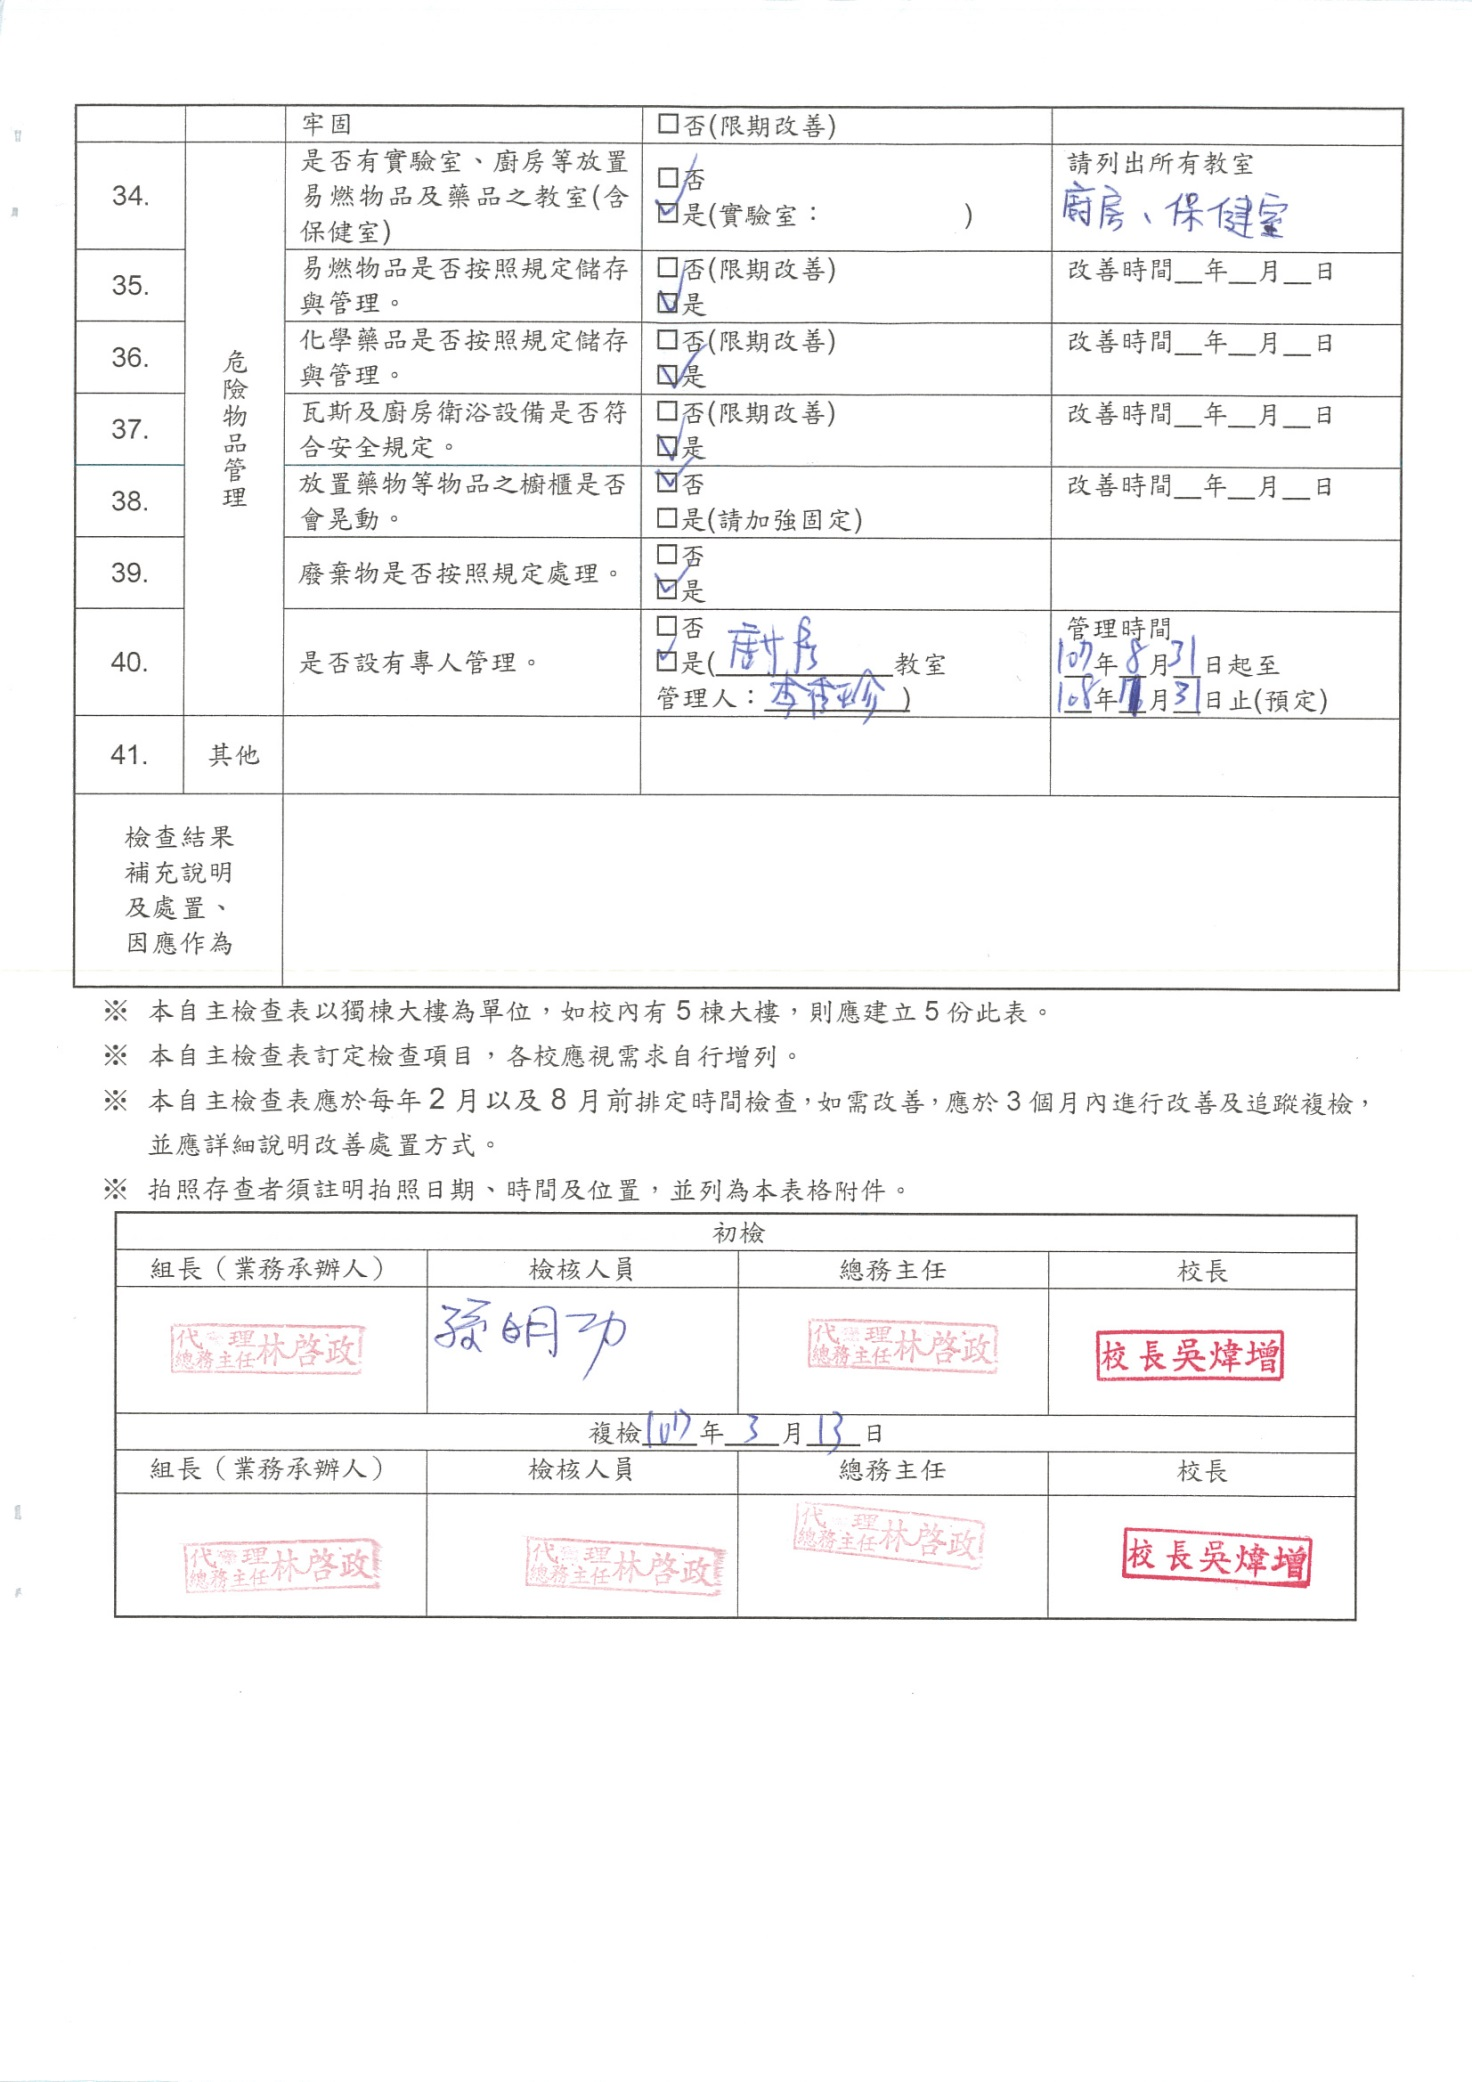 牢固
□否(限期改善)
34.
是否有實驗室、廚房等放置
易燃物品及藥品之教室(含
保健室)
□否
☑是(實驗室： )
請列出所有教室
廚房、保健室
危險物品管理
35.
易燃物品是否按照規定儲存
與管理。
□否(限期改善)
☑是
改善時間__年__月__日
36.
化學藥品是否按照規定儲存
與管理。
□否(限期改善)
☑是
改善時間__年__月__日
37.
瓦斯及廚房衛浴設備是否符
合安全規定。
□否(限期改善)
☑是
改善時間__年__月__日
38.
放置藥物等物品之櫥櫃是否
會晃動。
☑否
□是(請加強固定)
改善時間__年__月__日
39.
廢棄物是否按照規定處理。
□否
☑是
40.
是否設有專人管理。
□否
☑是( 廚房 教室
管理人： )
管理時間
107年8月31日起至
108年 月31日止(預定)
41.
其他
檢查結果
補充說明
及處置、
因應作為
※ 本自主檢查表以獨棟大樓為單位，如校內有5棟大樓，則應建立5份此表。
※ 本自主檢查表訂定檢查項目，各校應視需求自行增列。
※ 本自主檢查表應於每年2月以及8月前排定時間檢查，如需改善，應於3個月內進行改善及追蹤複檢，
並應詳細說明改善處置方式。
※ 拍照存查者須註明拍照日期、時間及位置，並列為本表格附件。
初檢
組長（業務承辦人） 檢核人員 總務主任 校長
代理總務主任林啓政 孫明功 代理總務主任林啓政 校長吳煒增
複檢107年3月13日
組長（業務承辦人） 檢核人員 總務主任 校長
代理總務主任林啓政 代理總務主任林啓政 代理總務主任林啓政 校長吳煒增